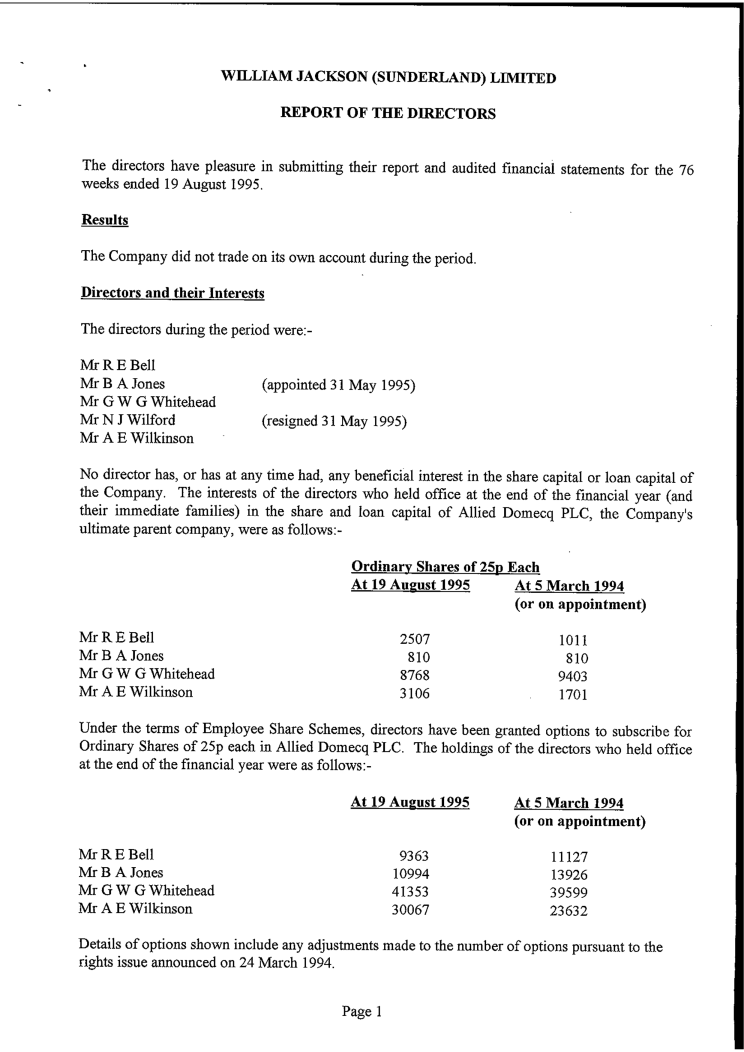 WILLIAM JACKSON (SUNDERLAND) LIMITED
REPORT OF THE DIRECTORS
The directors have pleasure in submitting their report and audited financial statements for the 76
weeks ended 19 August 1995.
Results
The Company did not trade on its own account during the period.
Directors and their Interests
The directors during the period were:-
Mr R E Bell
Mr B A Jones (appointed 31 May 1995)
Mr G W G Whitehead
Mr N J Wilford (resigned 31 May 1995)
Mr A E Wilkinson
No director has, or has at any time had, any beneficial interest in the share capital or loan capital of
the Company. The interests of the directors who held office at the end of the financial year (and
their immediate families) in the share and loan capital of Allied Domecq PLC, the Company's
ultimate parent company, were as follows:-
Ordinary Shares of 25p Each
At 19 August 1995 At 5 March 1994
(or on appointment)
Mr R E Bell 2507 1011
Mr B A Jones 810 810
Mr G W G Whitehead 8768 9403
Mr A E Wilkinson 3106 1701
Under the terms of Employee Share Schemes, directors have been granted options to subscribe for
Ordinary Shares of 25p each in Allied Domecq PLC. The holdings of the directors who held office
at the end of the financial year were as follows:-
At 19 August 1995 At 5 March 1994
(or on appointment)
Mr R E Bell 9363 11127
Mr B A Jones 10994 13926
Mr G W G Whitehead 41353 39599
Mr A E Wilkinson 30067 23632
Details of options shown include any adjustments made to the number of options pursuant to the
rights issue announced on 24 March 1994.
Page 1